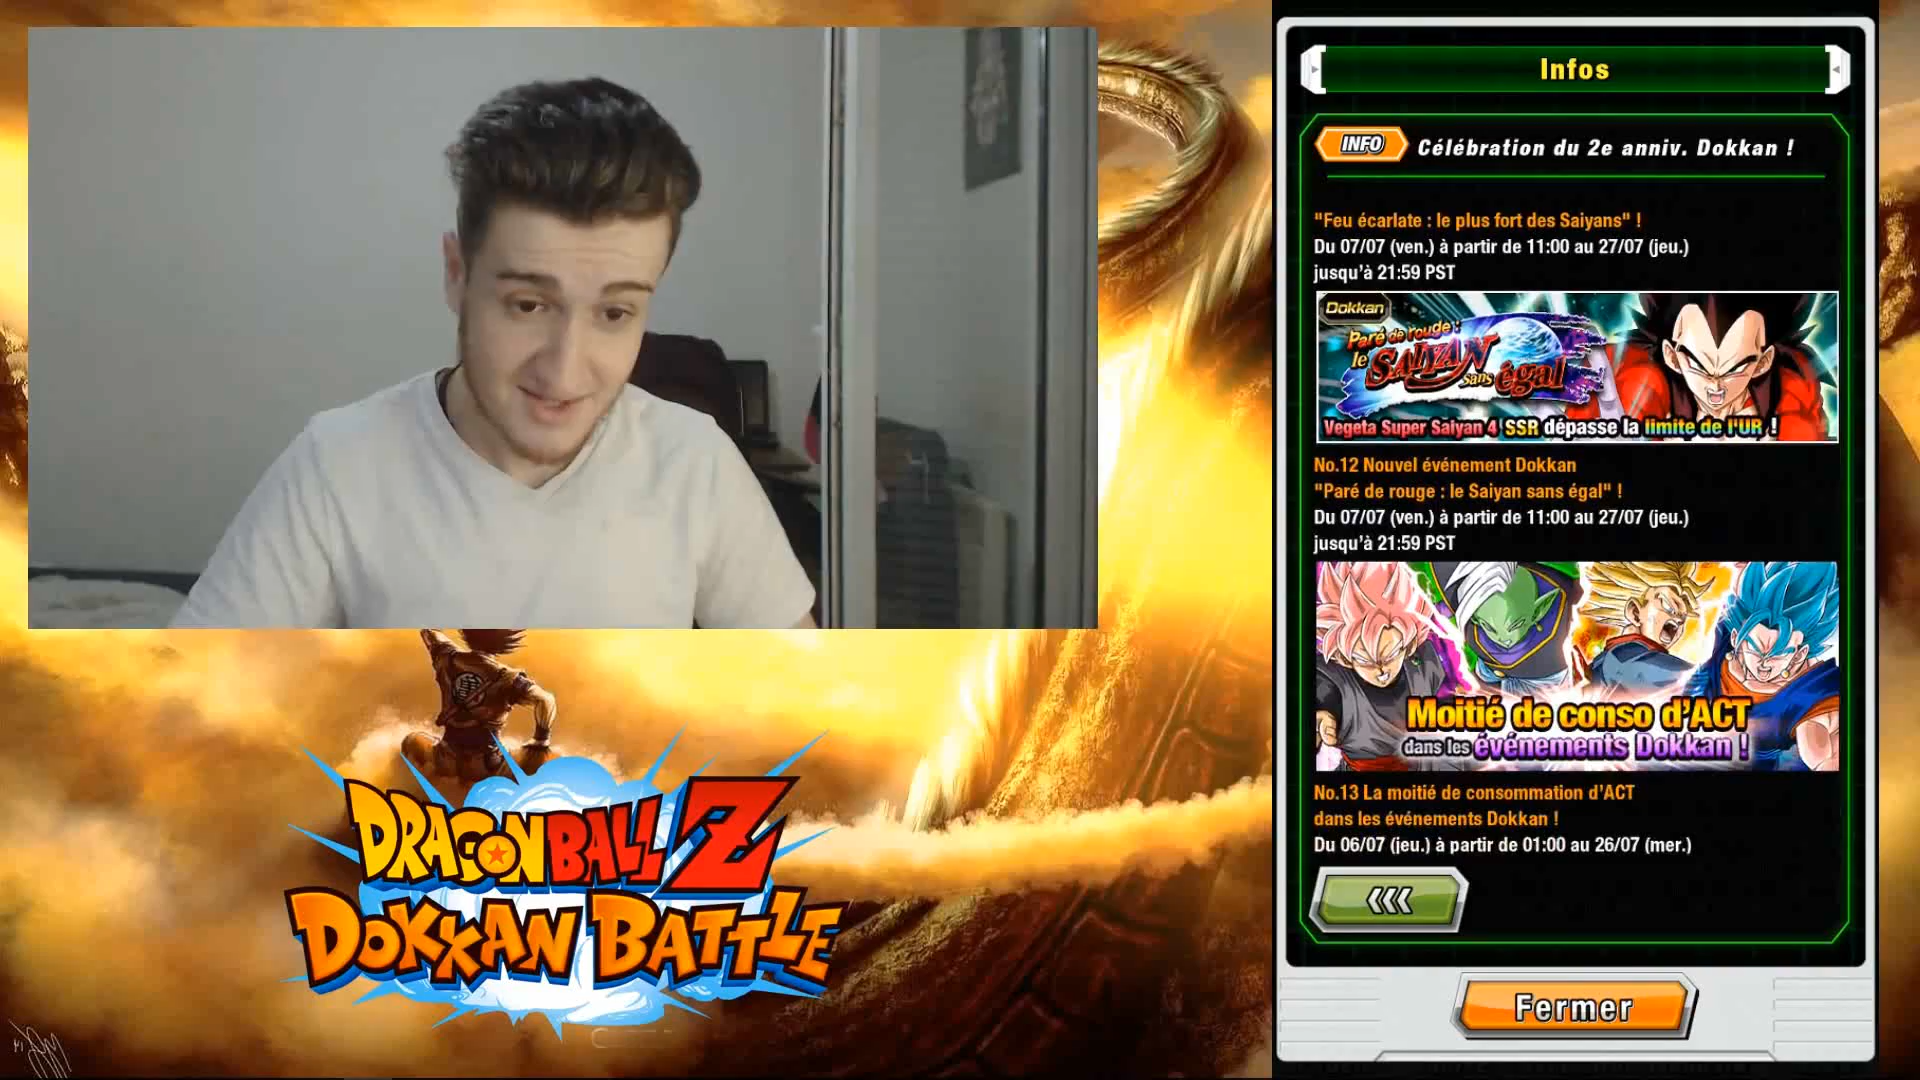 Infos
INFO Célébration du 2e anniv. Dokkan !
"Feu écarlate : le plus fort des Saiyans" !
Du 07/07 (ven.) à partir de 11:00 au 27/07 (jeu.)
jusqu'à 21:59 PST
Dokkan
Paré de rouge :
le SAIYAN
sans égal
Vegeta Super Saiyan 4 SSR dépasse la limite de l'UR !
No.12 Nouvel événement Dokkan
"Paré de rouge : le Saiyan sans égal" !
Du 07/07 (ven.) à partir de 11:00 au 27/07 (jeu.)
jusqu'à 21:59 PST
Moitié de conso d'ACT
dans les événements Dokkan !
No.13 La moitié de consommation d'ACT
dans les événements Dokkan !
Du 06/07 (jeu.) à partir de 01:00 au 26/07 (mer.)
Fermer
DRAGON BALL Z
DOKKAN BATTLE